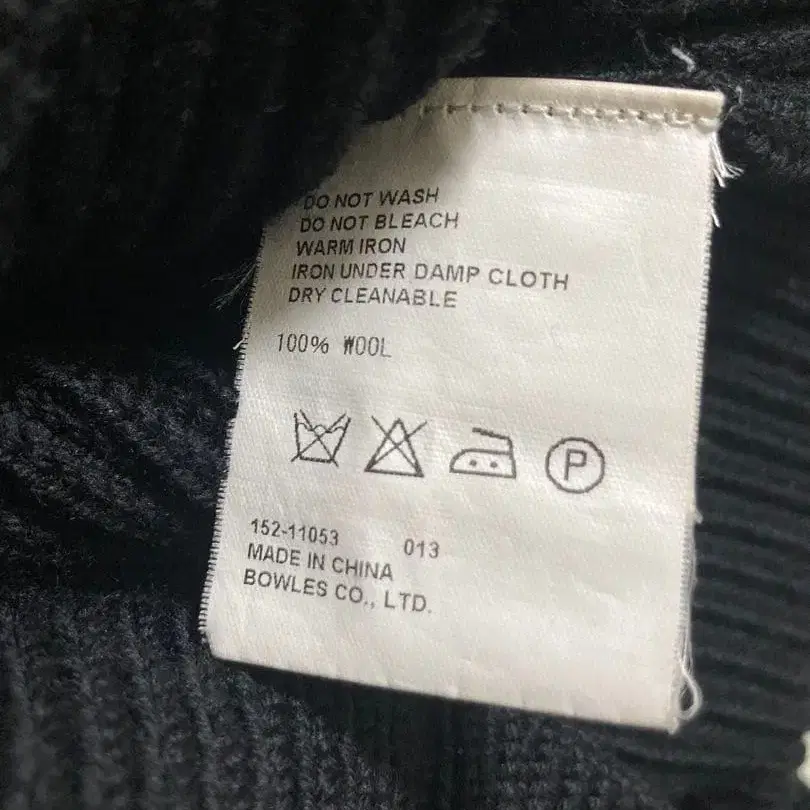 DO NOT WASH
DO NOT BLEACH
WARM IRON
IRON UNDER DAMP CLOTH
DRY CLEANABLE
100% WOOL
P
152-11053 013
MADE IN CHINA
BOWLES CO., LTD.